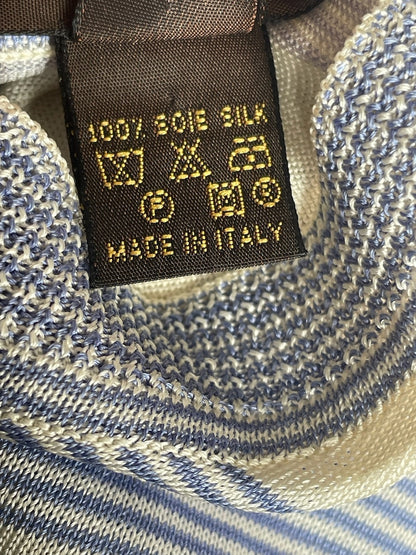 100% SOIE SILK
P
M ®
MADE IN ITALY